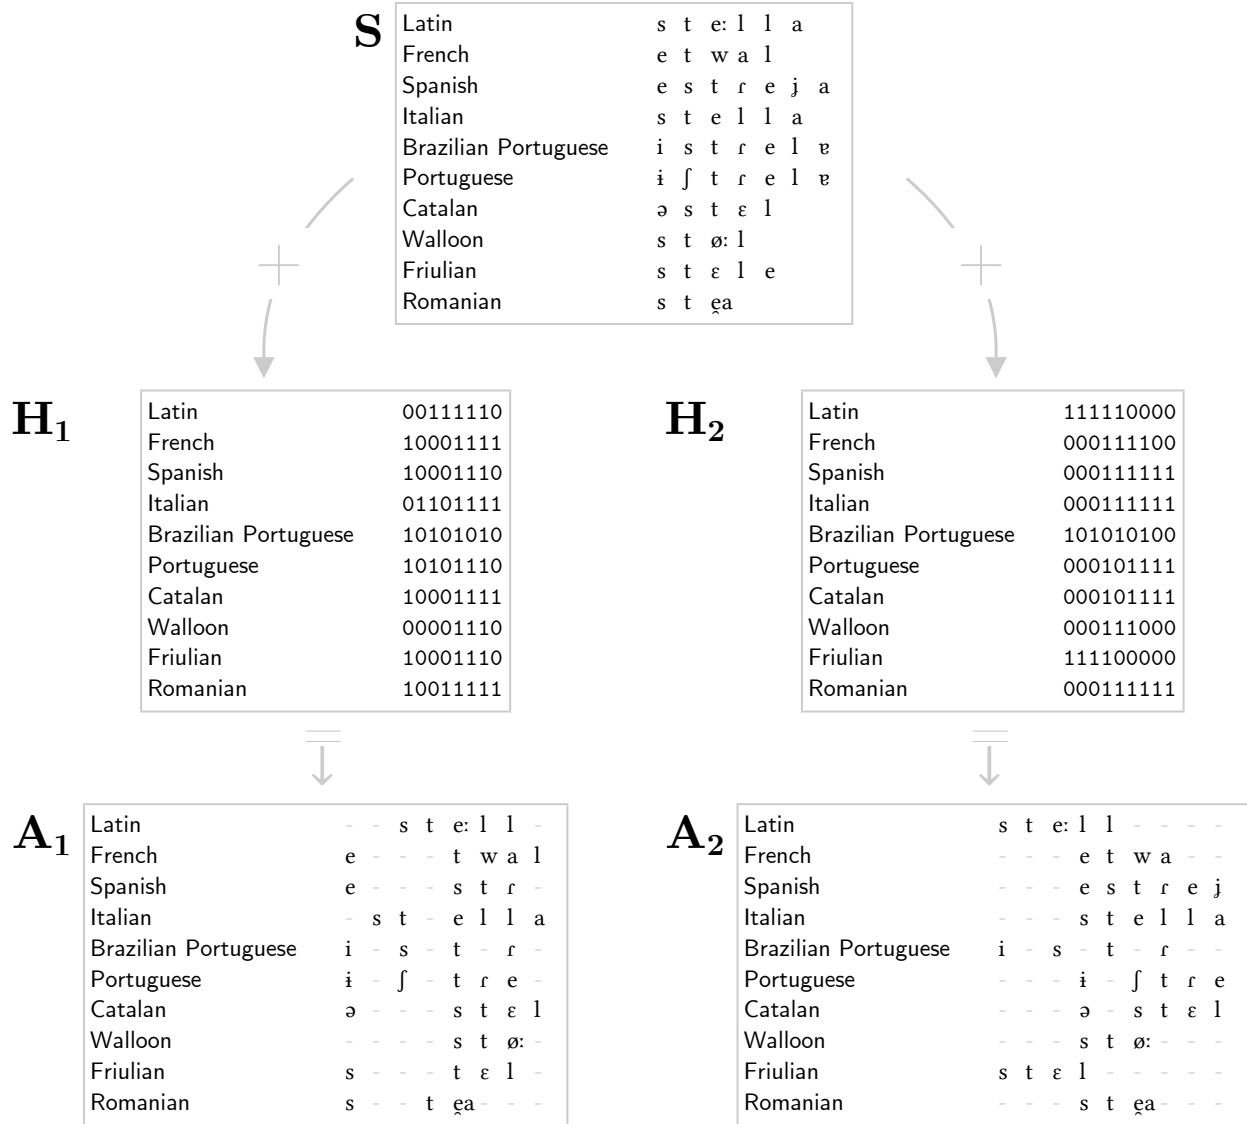 S
Latin s t eː l l a
French e t w a l
Spanish e s t ɾ e ʝ a
Italian s t e l l a
Brazilian Portuguese i s t ɾ e l ɐ
Portuguese ɨ ʃ t ɾ e l ɐ
Catalan ə s t ɛ l
Walloon s t øː l
Friulian s t ɛ l e
Romanian s t e̯a
H1
Latin 00111110
French 10001111
Spanish 10001110
Italian 01101111
Brazilian Portuguese 10101010
Portuguese 10101110
Catalan 10001111
Walloon 00001110
Friulian 10001110
Romanian 10011111
H2
Latin 111110000
French 000111100
Spanish 000111111
Italian 000111111
Brazilian Portuguese 101010100
Portuguese 000101111
Catalan 000101111
Walloon 000111000
Friulian 111100000
Romanian 000111111
A1
Latin - - s t eː l l -
French e - - - t w a l
Spanish e - - - s t ɾ -
Italian - s t - e l l a
Brazilian Portuguese i - s - t - ɾ -
Portuguese ɨ - ʃ - t ɾ e -
Catalan ə - - - s t ɛ l
Walloon - - - - s t øː -
Friulian s - - - t ɛ l -
Romanian s - - t e̯a - - -
A2
Latin s t eː l l - - - -
French - - - e t w a - -
Spanish - - - e s t ɾ e ʝ
Italian - - - s t e l l a
Brazilian Portuguese i - s - t - ɾ - -
Portuguese - - - ɨ - ʃ t ɾ e
Catalan - - - ə - s t ɛ l
Walloon - - - s t øː - - -
Friulian s t ɛ l - - - - -
Romanian - - - s t e̯a - - -